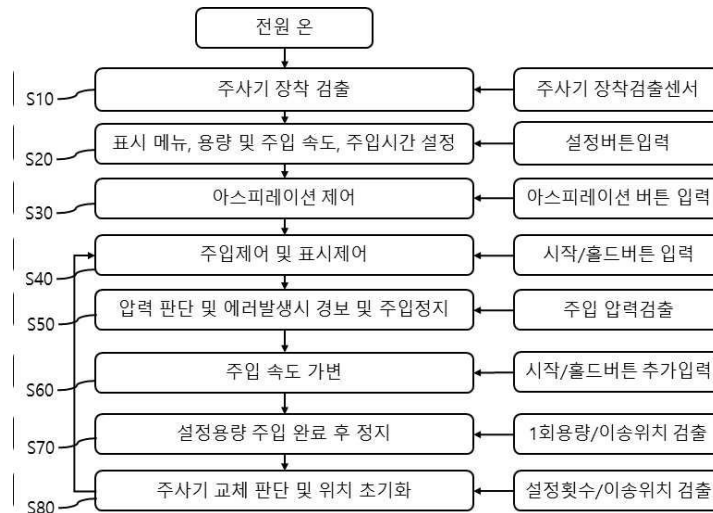 전원 온
S10
주사기 장착 검출
주사기 장착검출센서
S20
표시 메뉴, 용량 및 주입 속도, 주입시간 설정
설정버튼입력
S30
아스피레이션 제어
아스피레이션 버튼 입력
S40
주입제어 및 표시제어
시작/홀드버튼 입력
S50
압력 판단 및 에러발생시 경보 및 주입정지
주입 압력검출
S60
주입 속도 가변
시작/홀드버튼 추가입력
S70
설정용량 주입 완료 후 정지
1회용량/이송위치 검출
S80
주사기 교체 판단 및 위치 초기화
설정횟수/이송위치 검출